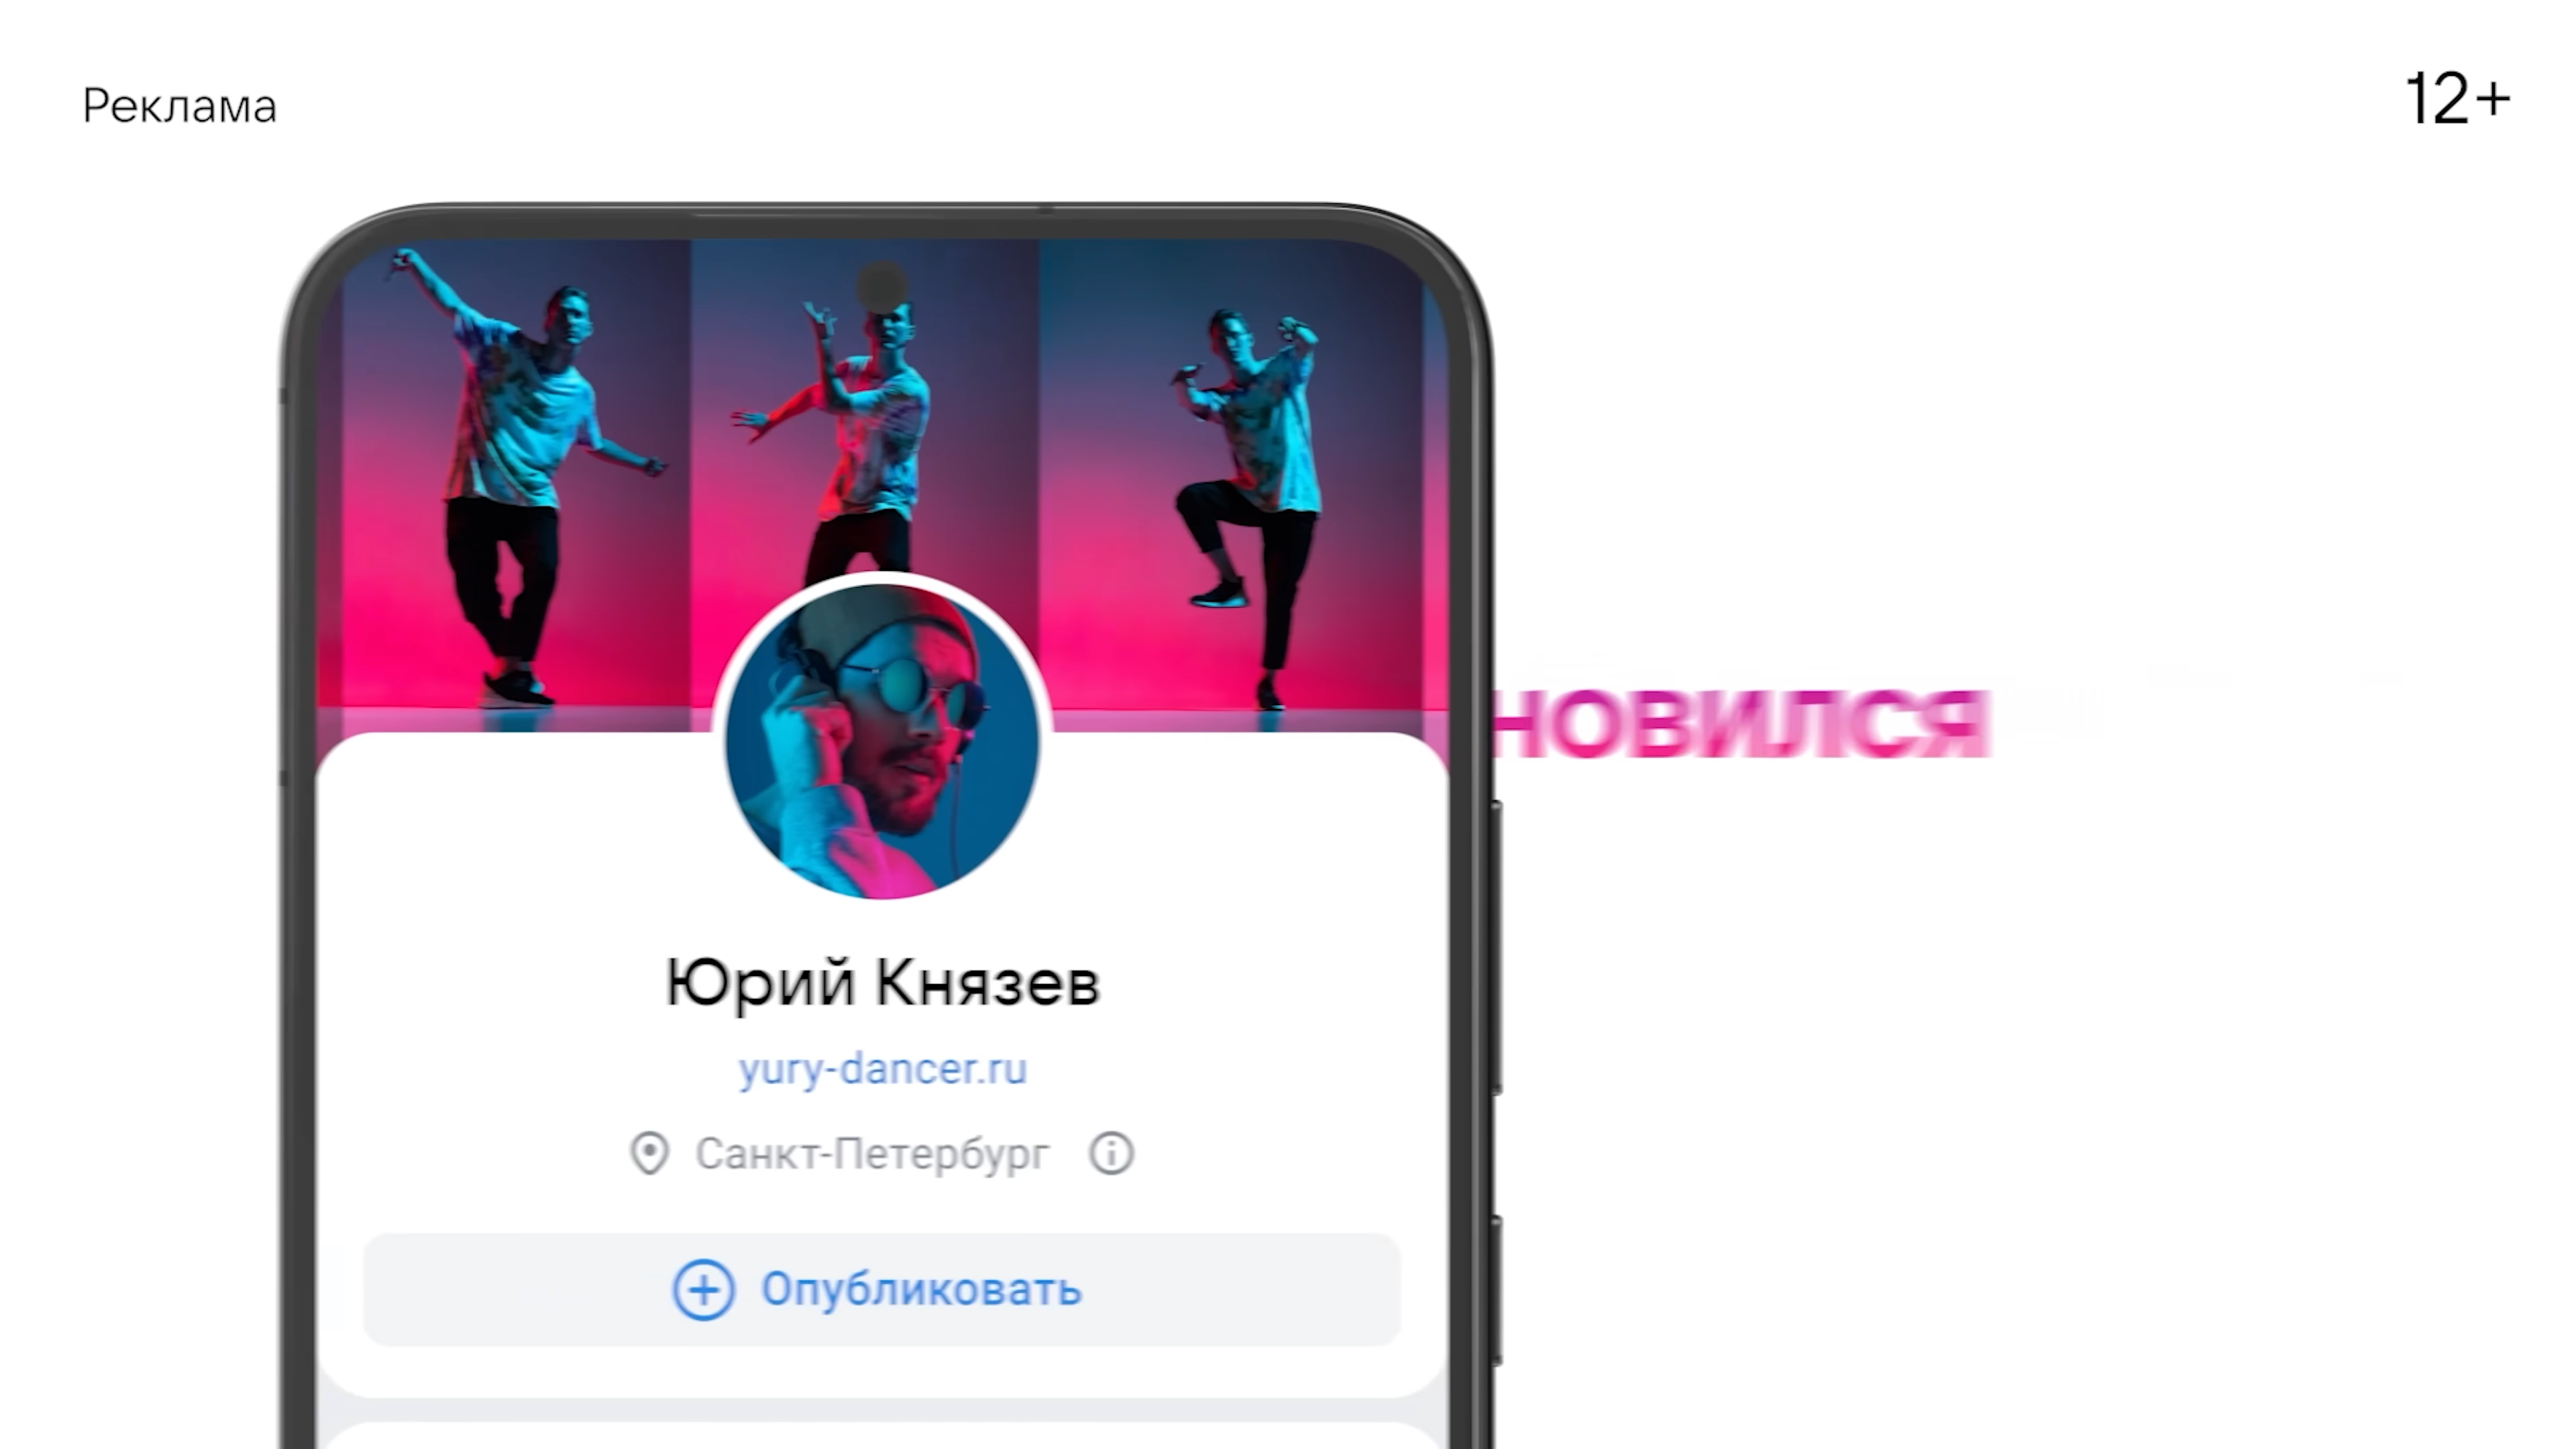 Реклама
12+
НОВИЛСЯ
Юрий Князев
yury-dancer.ru
Санкт-Петербург
Опубликовать